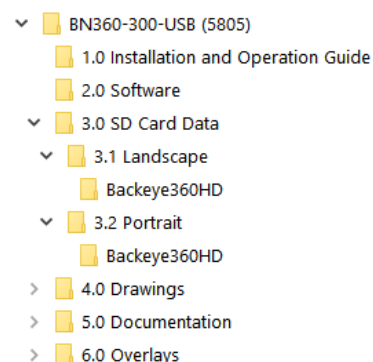 BN360-300-USB (5805)
1.0 Installation and Operation Guide
2.0 Software
3.0 SD Card Data
3.1 Landscape
Backeye360HD
3.2 Portrait
Backeye360HD
4.0 Drawings
5.0 Documentation
6.0 Overlays